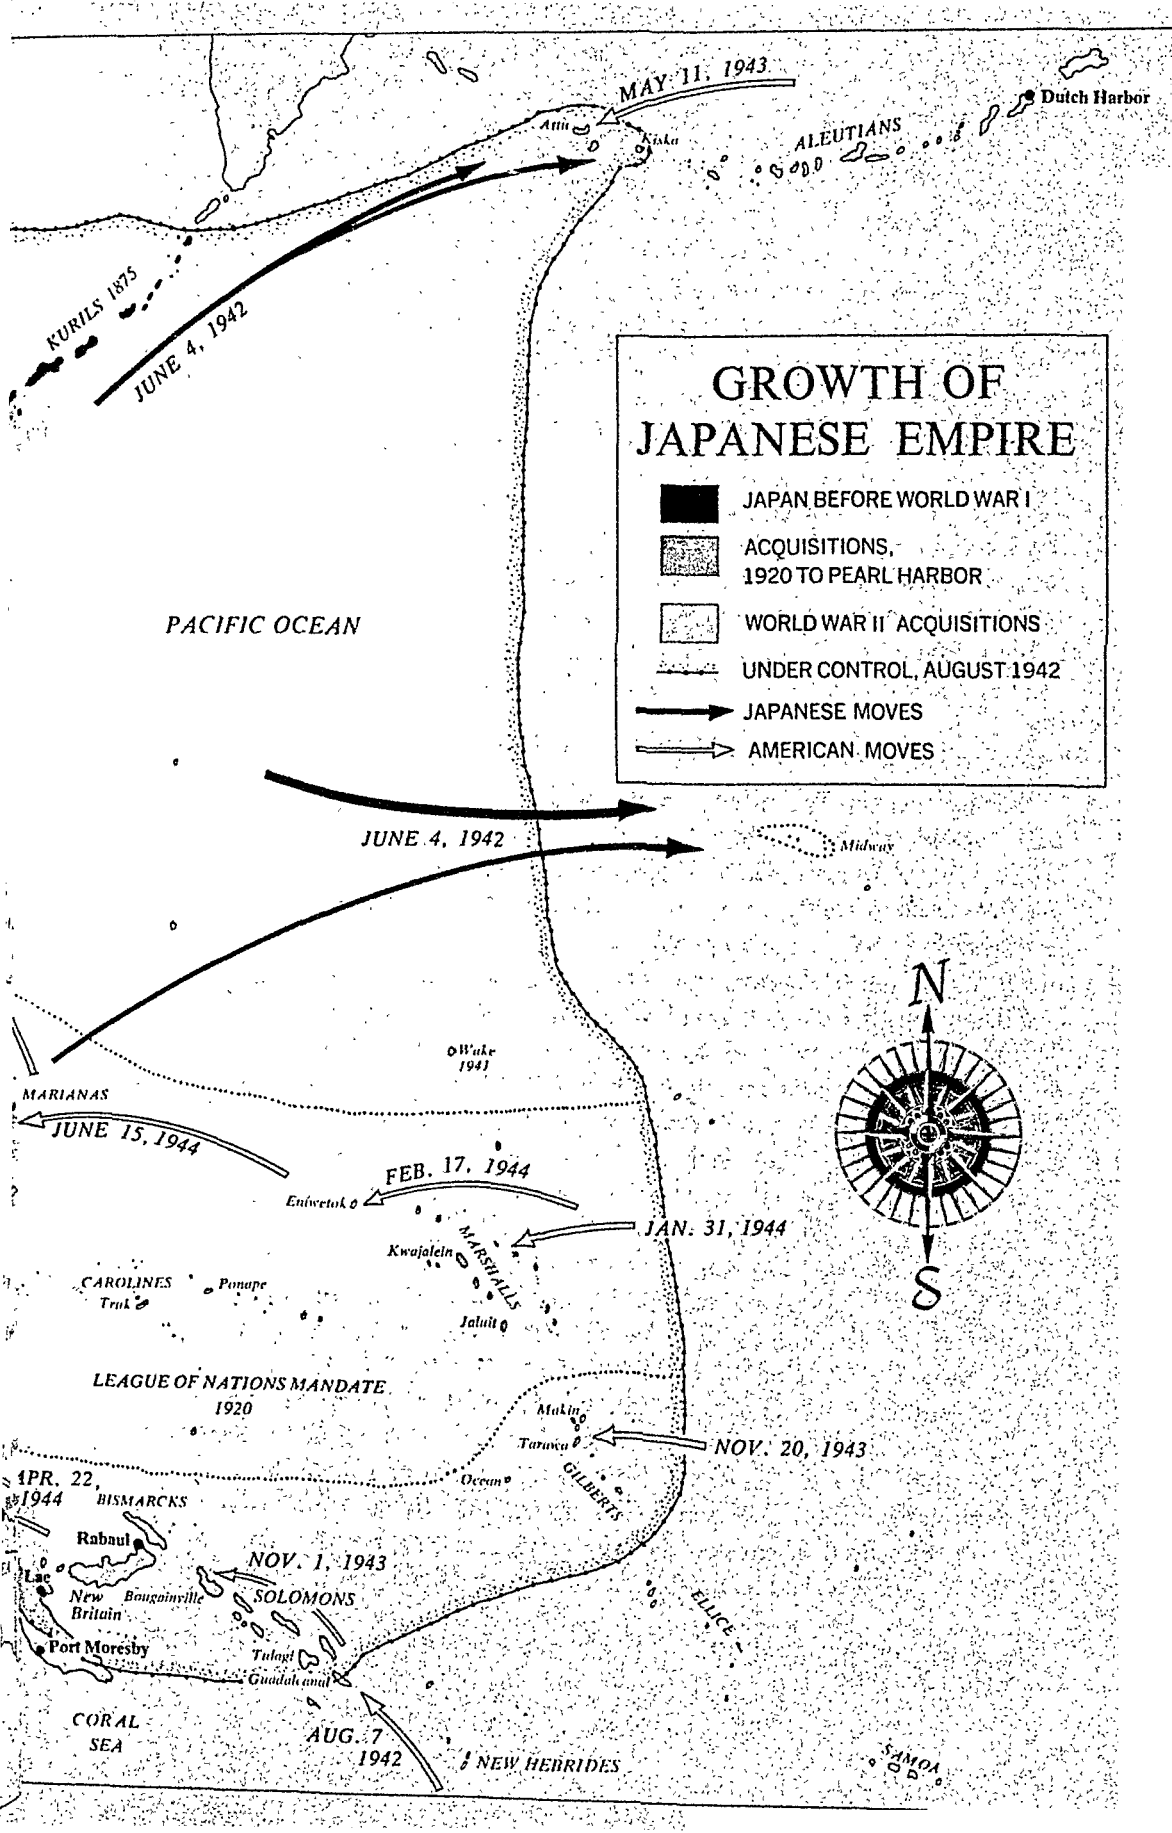 MAY 11, 1943
Dutch Harbor
Attu
Kiska
ALEUTIANS
KURILS 1875
JUNE 4, 1942
GROWTH OF
JAPANESE EMPIRE
JAPAN BEFORE WORLD WAR I
ACQUISITIONS,
1920 TO PEARL HARBOR
WORLD WAR II ACQUISITIONS
UNDER CONTROL, AUGUST 1942
JAPANESE MOVES
AMERICAN MOVES
PACIFIC OCEAN
JUNE 4, 1942
Midway
N
S
Wake
1941
MARIANAS
JUNE 15, 1944
FEB. 17, 1944
Eniwetok
JAN. 31, 1944
MARSHALLS
Kwajalein
CAROLINES
Ponape
Truk
Jaluit
LEAGUE OF NATIONS MANDATE
1920
Makin
Tarawa
NOV. 20, 1943
Ocean
GILBERTS
APR. 22,
1944
BISMARCKS
Rabaul
NOV. 1, 1943
Lae
New
Britain
Bougainville
SOLOMONS
ELLICE
Port Moresby
Tulagi
Guadalcanal
CORAL
SEA
AUG. 7
1942
NEW HEBRIDES
SAMOA